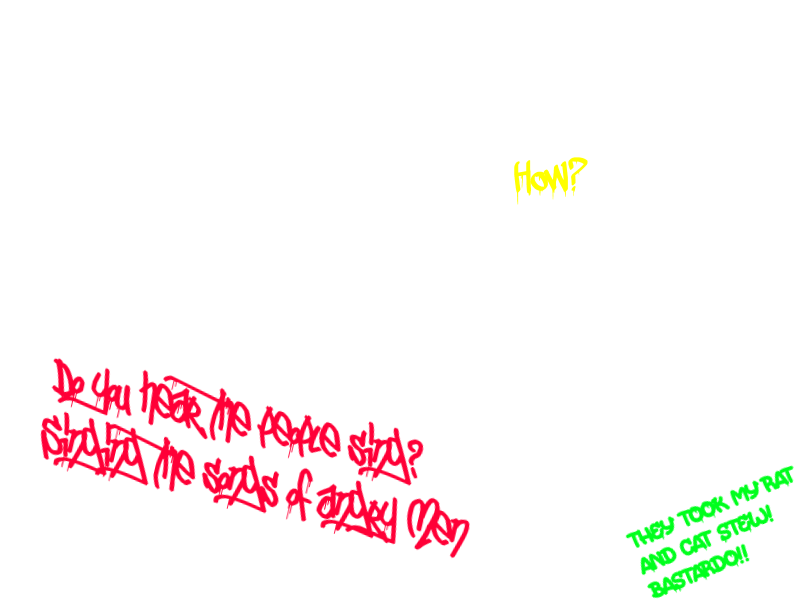 How?
Do you hear the people sing?
Singing the songs of angry men
THEY TOOK MY RAT
AND CAT STEW!
BASTARDO!!